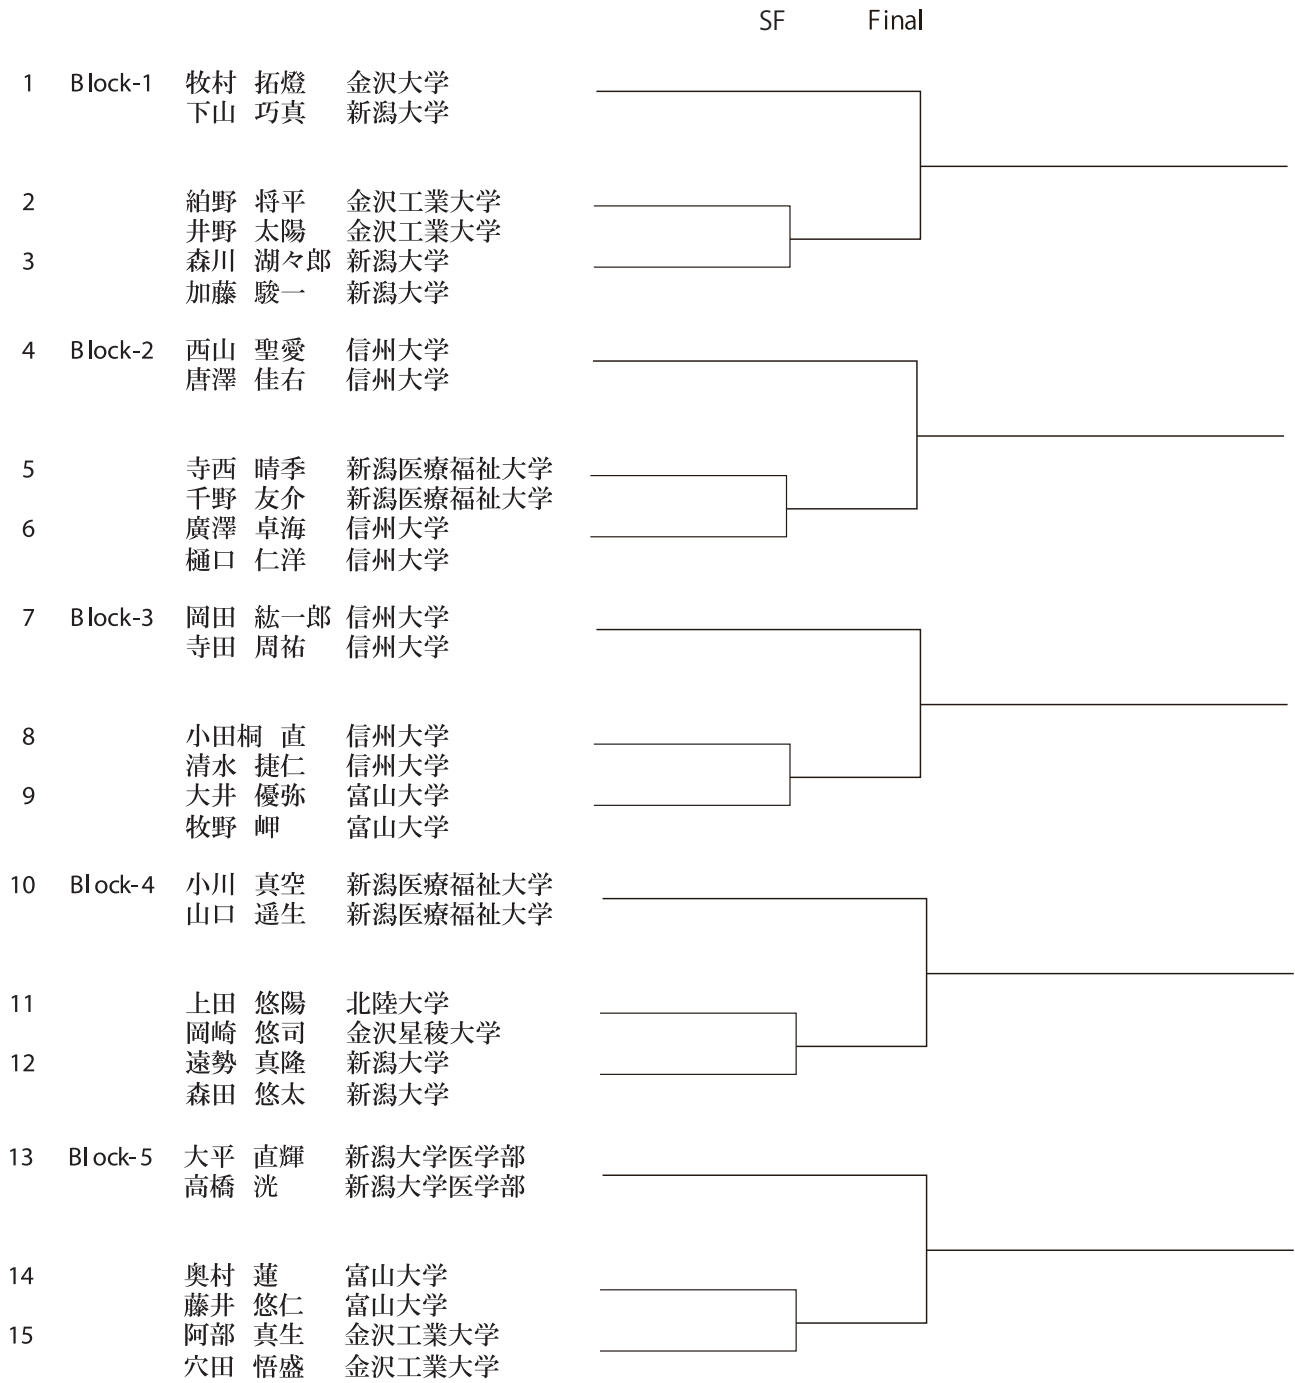 SF Final
1 Block-1 牧村 拓燈 金沢大学
下山 巧真 新潟大学
2 絈野 将平 金沢工業大学
井野 太陽 金沢工業大学
3 森川 湖々郎 新潟大学
加藤 駿一 新潟大学
4 Block-2 西山 聖愛 信州大学
唐澤 佳右 信州大学
5 寺西 晴季 新潟医療福祉大学
千野 友介 新潟医療福祉大学
6 廣澤 卓海 信州大学
樋口 仁洋 信州大学
7 Block-3 岡田 紘一郎 信州大学
寺田 周祐 信州大学
8 小田桐 直 信州大学
清水 捷仁 信州大学
9 大井 優弥 富山大学
牧野 岬 富山大学
10 Block-4 小川 真空 新潟医療福祉大学
山口 遥生 新潟医療福祉大学
11 上田 悠陽 北陸大学
岡崎 悠司 金沢星稜大学
12 遠勢 真隆 新潟大学
森田 悠太 新潟大学
13 Block-5 大平 直輝 新潟大学医学部
高橋 洸 新潟大学医学部
14 奥村 蓮 富山大学
藤井 悠仁 富山大学
15 阿部 真生 金沢工業大学
穴田 悟盛 金沢工業大学